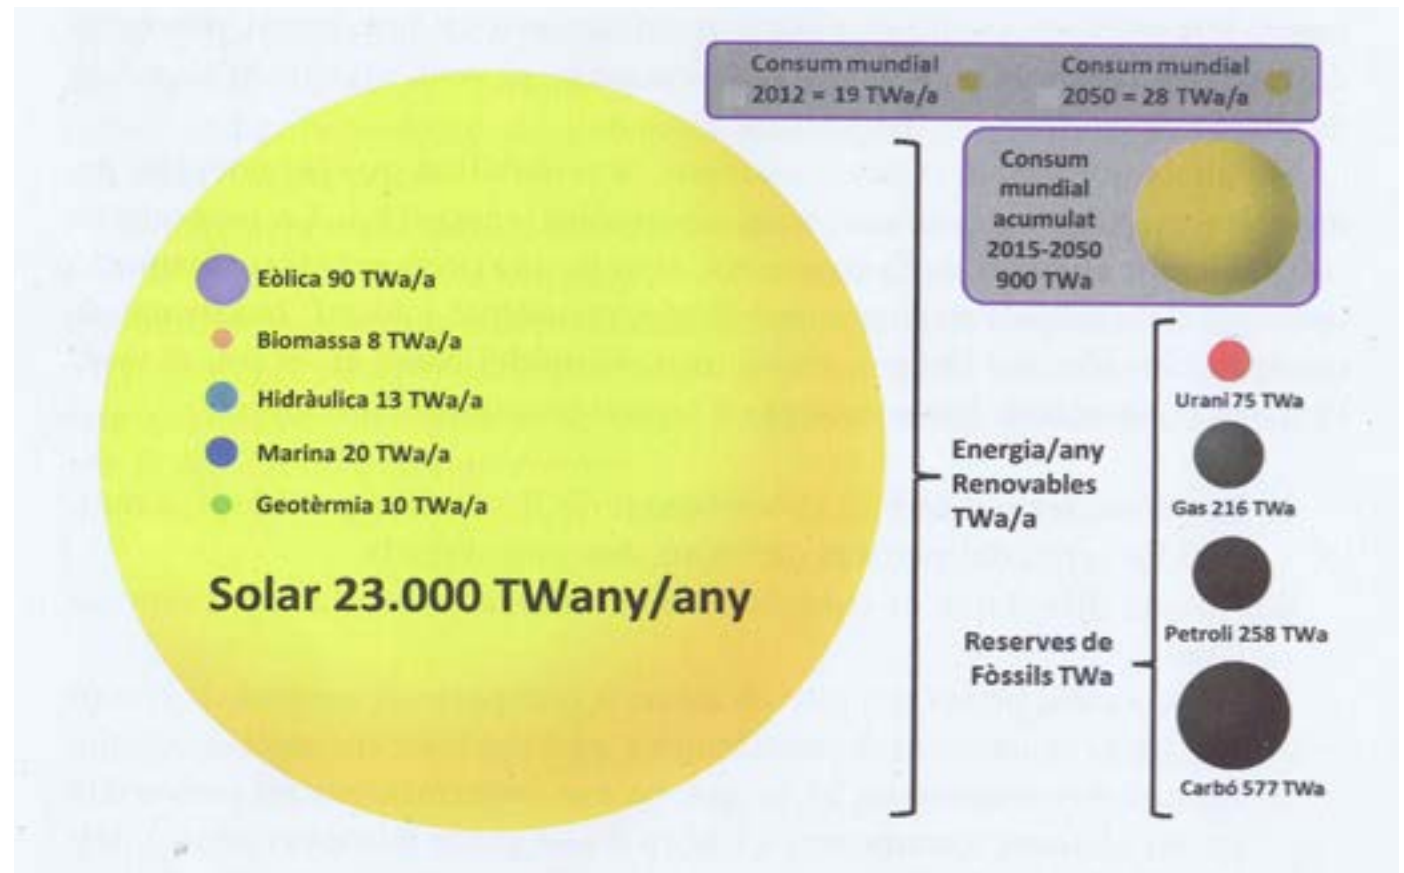 Consum mundial
2012 = 19 TWa/a
Consum mundial
2050 = 28 TWa/a
Consum
mundial
acumulat
2015-2050
900 TWa
Eòlica 90 TWa/a
Biomassa 8 TWa/a
Hidràulica 13 TWa/a
Marina 20 TWa/a
Geotèrmia 10 TWa/a
Solar 23.000 TWany/any
Energia/any
Renovables
TWa/a
Urani 75 TWa
Gas 216 TWa
Petroli 258 TWa
Carbó 577 TWa
Reserves de
Fòssils TWa